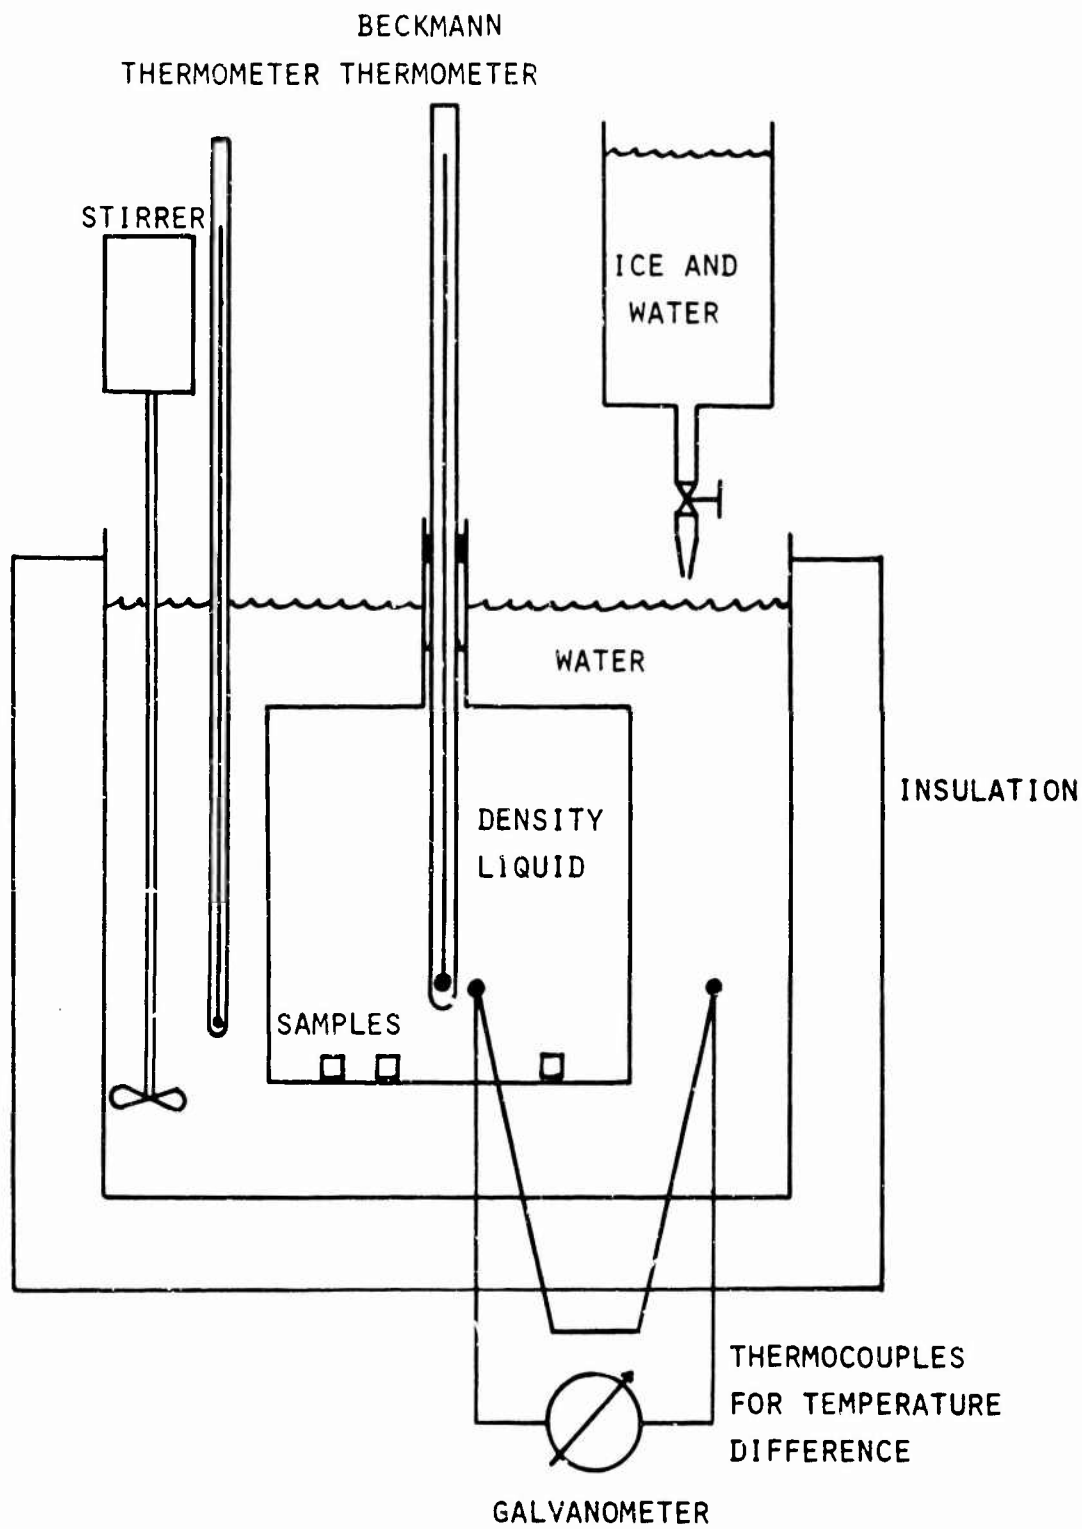 BECKMANN
THERMOMETER THERMOMETER
STIRRER
ICE AND
WATER
WATER
INSULATION
DENSITY
LIQUID
SAMPLES
THERMOCOUPLES
FOR TEMPERATURE
DIFFERENCE
GALVANOMETER